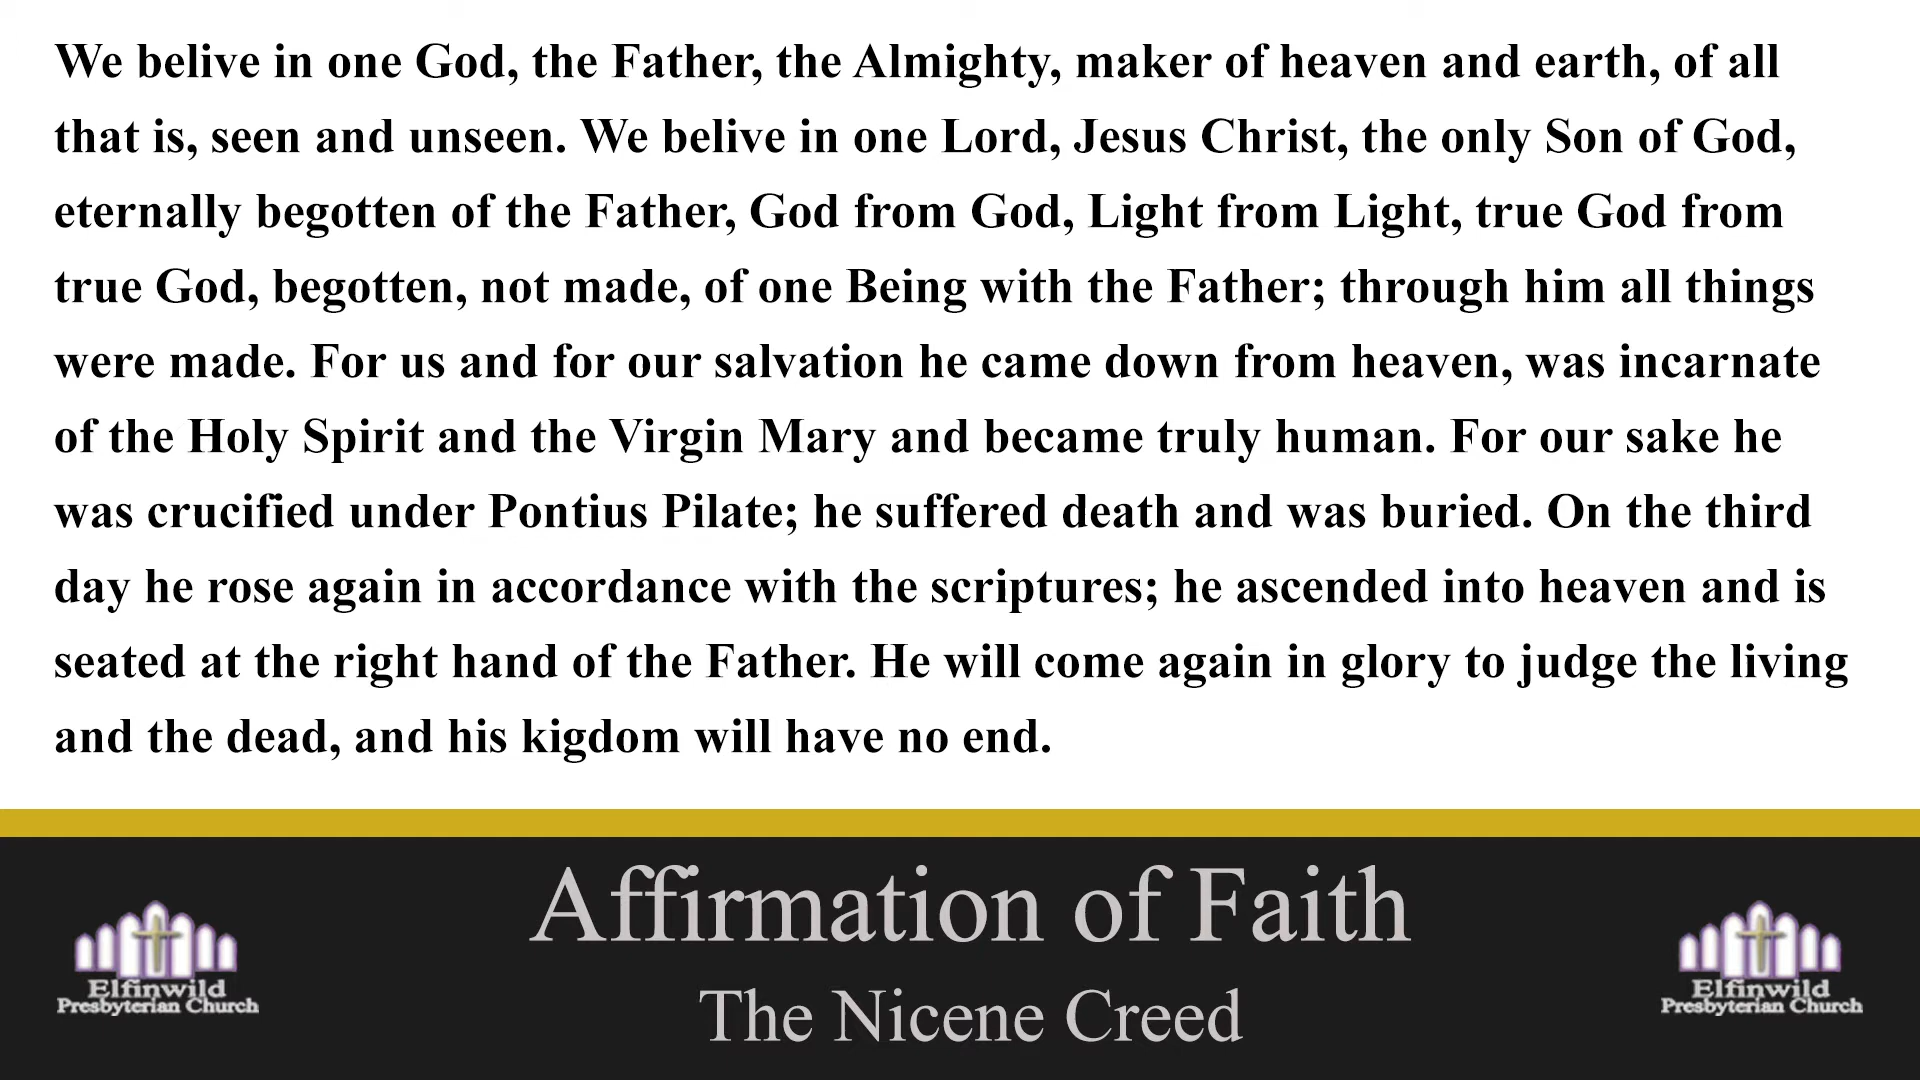 We belive in one God, the Father, the Almighty, maker of heaven and earth, of all
that is, seen and unseen. We belive in one Lord, Jesus Christ, the only Son of God,
eternally begotten of the Father, God from God, Light from Light, true God from
true God, begotten, not made, of one Being with the Father; through him all things
were made. For us and for our salvation he came down from heaven, was incarnate
of the Holy Spirit and the Virgin Mary and became truly human. For our sake he
was crucified under Pontius Pilate; he suffered death and was buried. On the third
day he rose again in accordance with the scriptures; he ascended into heaven and is
seated at the right hand of the Father. He will come again in glory to judge the living
and the dead, and his kigdom will have no end.
Affirmation of Faith
The Nicene Creed
Elfinwild
Presbyterian Church
Elfinwild
Presbyterian Church